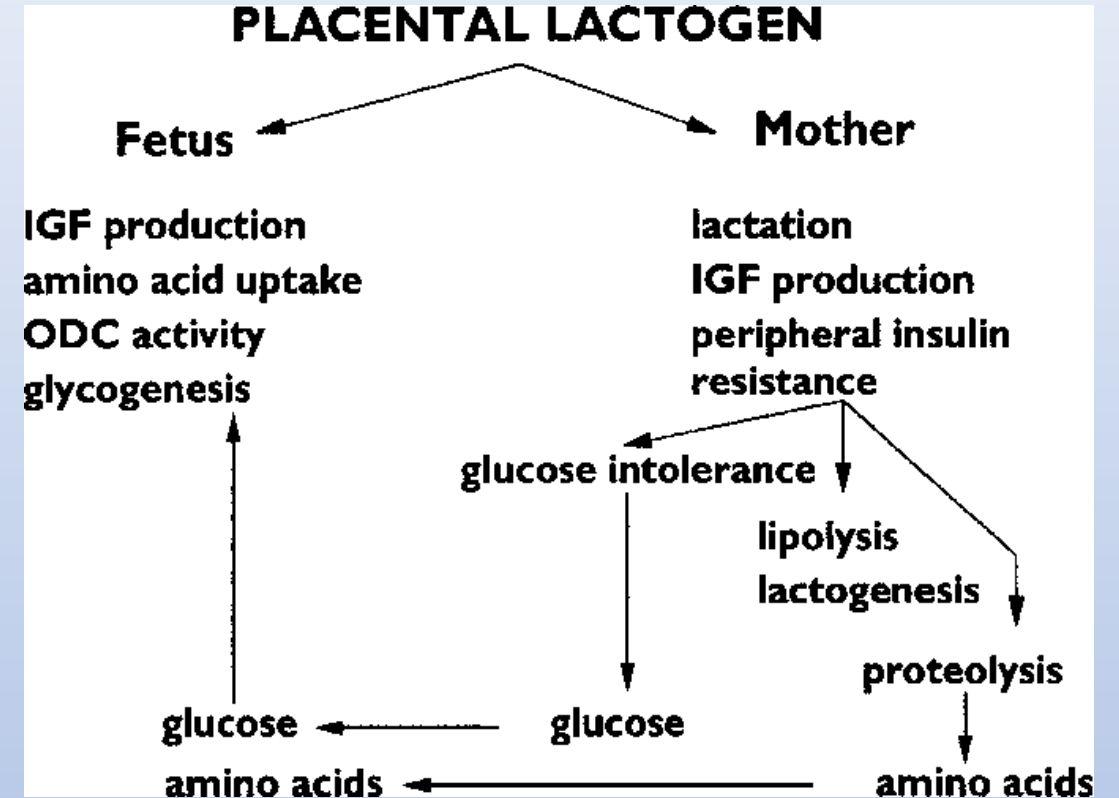 PLACENTAL LACTOGEN
Fetus
Mother
IGF production
amino acid uptake
ODC activity
glycogenesis
lactation
IGF production
peripheral insulin
resistance
glucose intolerance
lipolysis
lactogenesis
proteolysis
glucose
glucose
amino acids
amino acids